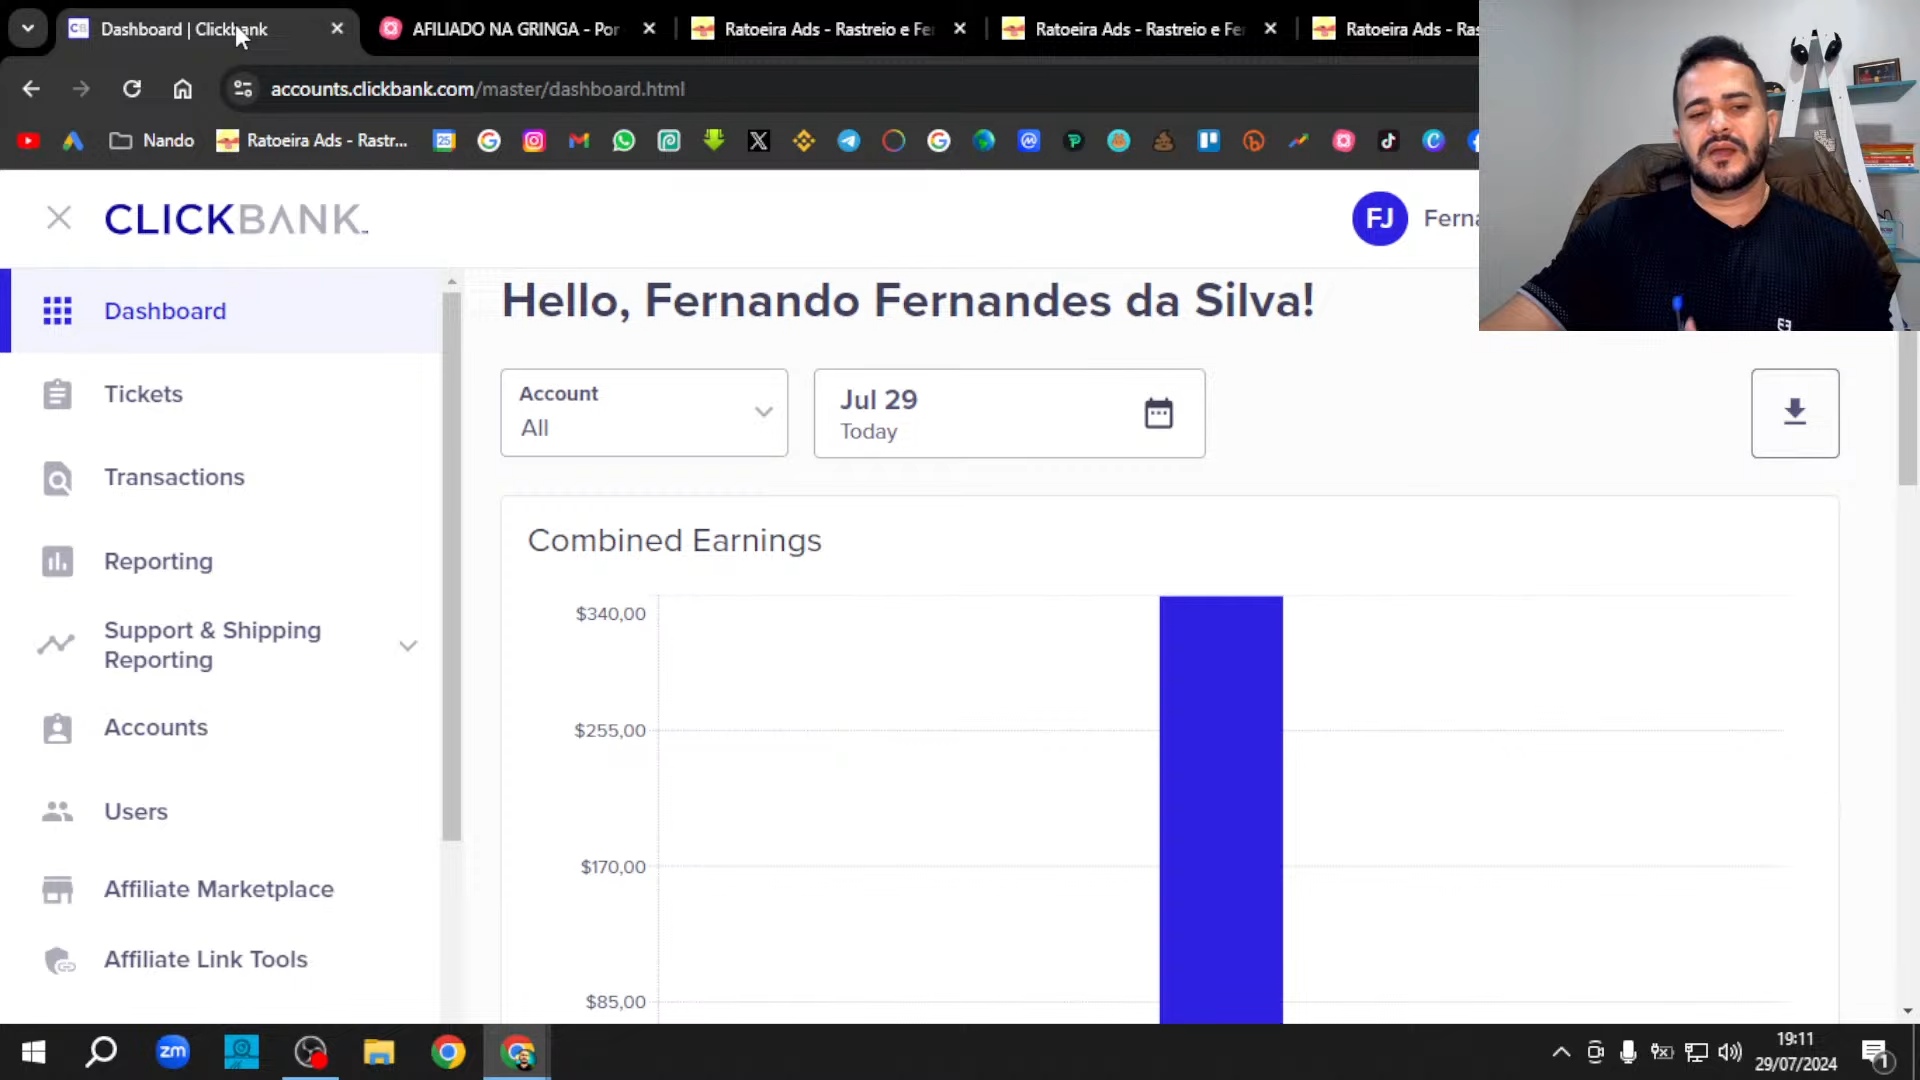 Dashboard | Clickbank
AFILIADO NA GRINGA - Por
Ratoeira Ads - Rastreio e Fe
Ratoeira Ads - Rastreio e Fe
Ratoeira Ads - Ras
accounts.clickbank.com/master/dashboard.html
Nando
Ratoeira Ads - Rastr...
CLICKBANK
FJ
Ferna
Dashboard
Tickets
Transactions
Reporting
Support & Shipping
Reporting
Accounts
Users
Affiliate Marketplace
Affiliate Link Tools
Hello, Fernando Fernandes da Silva!
Account
All
Jul 29
Today
Combined Earnings
$340,00
$255,00
$170,00
$85,00
zm
19:11
29/07/2024
1